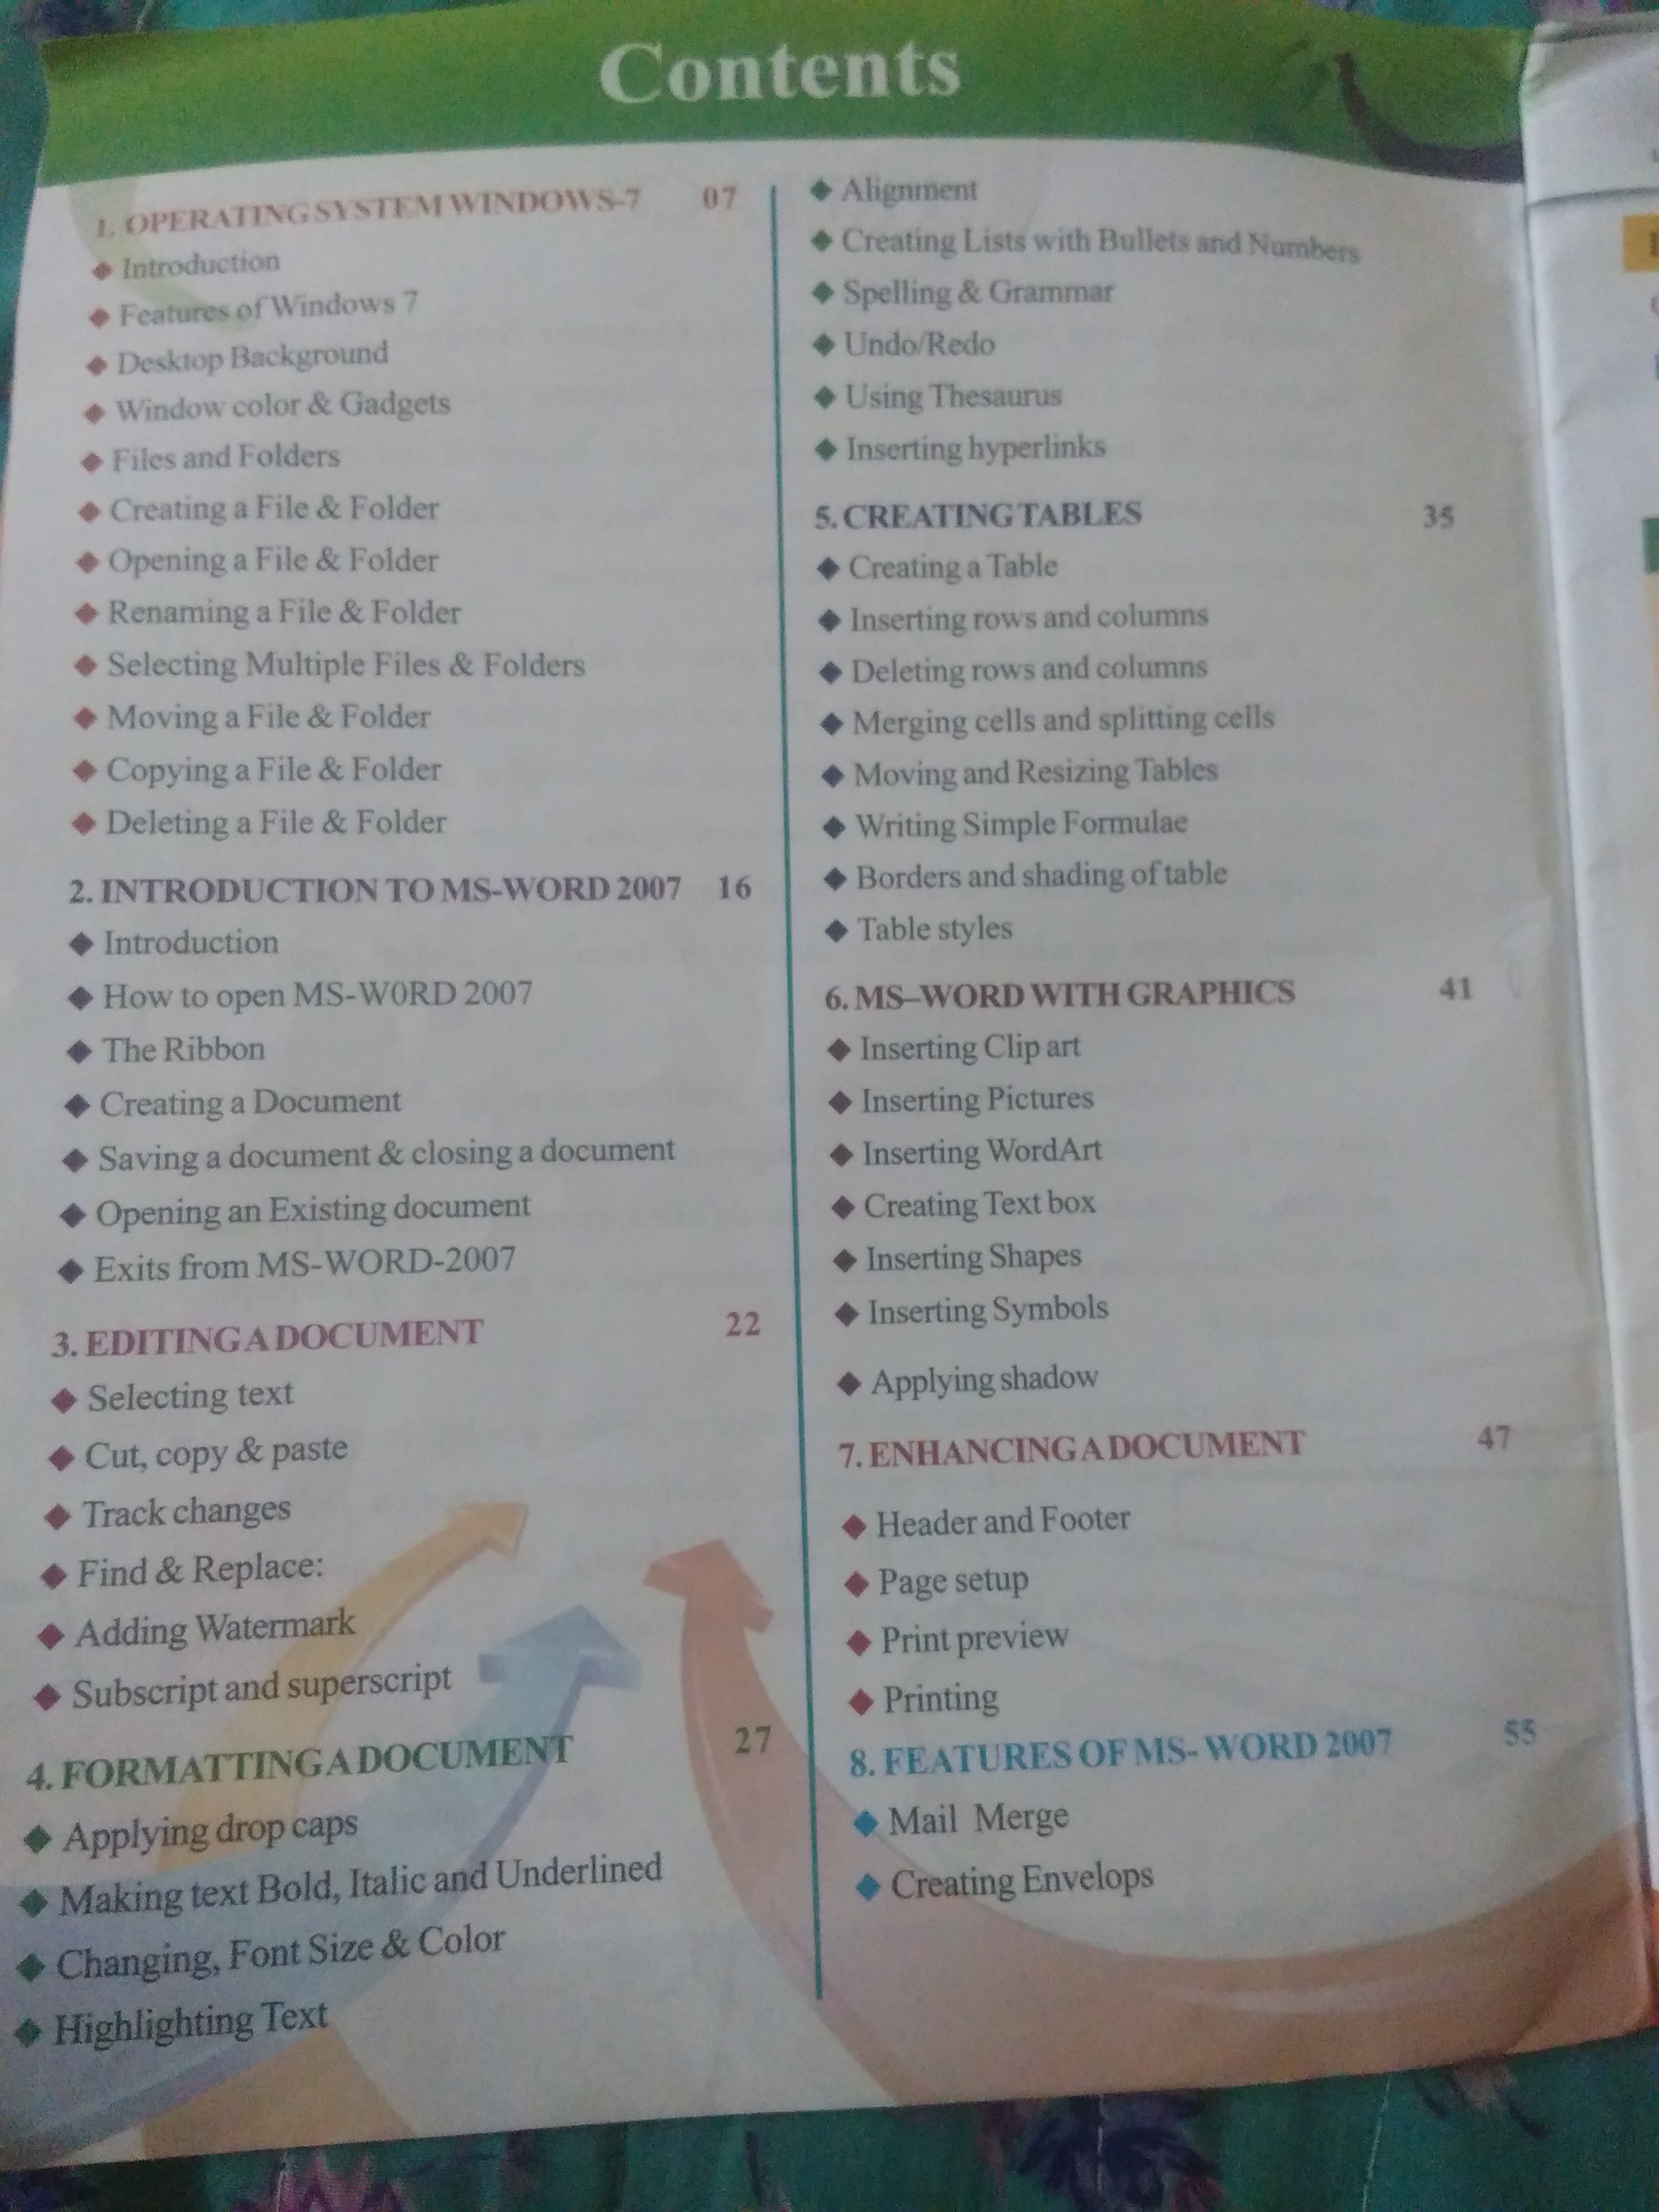 Contents
1. OPERATING SYSTEM WINDOWS-7 07
◆ Introduction
◆ Features of Windows 7
◆ Desktop Background
◆ Window color & Gadgets
◆ Files and Folders
◆ Creating a File & Folder
◆ Opening a File & Folder
◆ Renaming a File & Folder
◆ Selecting Multiple Files & Folders
◆ Moving a File & Folder
◆ Copying a File & Folder
◆ Deleting a File & Folder
2. INTRODUCTION TO MS-WORD 2007 16
◆ Introduction
◆ How to open MS-W0RD 2007
◆ The Ribbon
◆ Creating a Document
◆ Saving a document & closing a document
◆ Opening an Existing document
◆ Exits from MS-WORD-2007
3. EDITING A DOCUMENT 22
◆ Selecting text
◆ Cut, copy & paste
◆ Track changes
◆ Find & Replace:
◆ Adding Watermark
◆ Subscript and superscript
4. FORMATTING A DOCUMENT 27
◆ Applying drop caps
◆ Making text Bold, Italic and Underlined
◆ Changing, Font Size & Color
◆ Highlighting Text
◆ Alignment
◆ Creating Lists with Bullets and Numbers
◆ Spelling & Grammar
◆ Undo/Redo
◆ Using Thesaurus
◆ Inserting hyperlinks
5. CREATING TABLES 35
◆ Creating a Table
◆ Inserting rows and columns
◆ Deleting rows and columns
◆ Merging cells and splitting cells
◆ Moving and Resizing Tables
◆ Writing Simple Formulae
◆ Borders and shading of table
◆ Table styles
6. MS–WORD WITH GRAPHICS 41
◆ Inserting Clip art
◆ Inserting Pictures
◆ Inserting WordArt
◆ Creating Text box
◆ Inserting Shapes
◆ Inserting Symbols
◆ Applying shadow
7. ENHANCING A DOCUMENT 47
◆ Header and Footer
◆ Page setup
◆ Print preview
◆ Printing
8. FEATURES OF MS- WORD 2007 55
◆ Mail Merge
◆ Creating Envelops